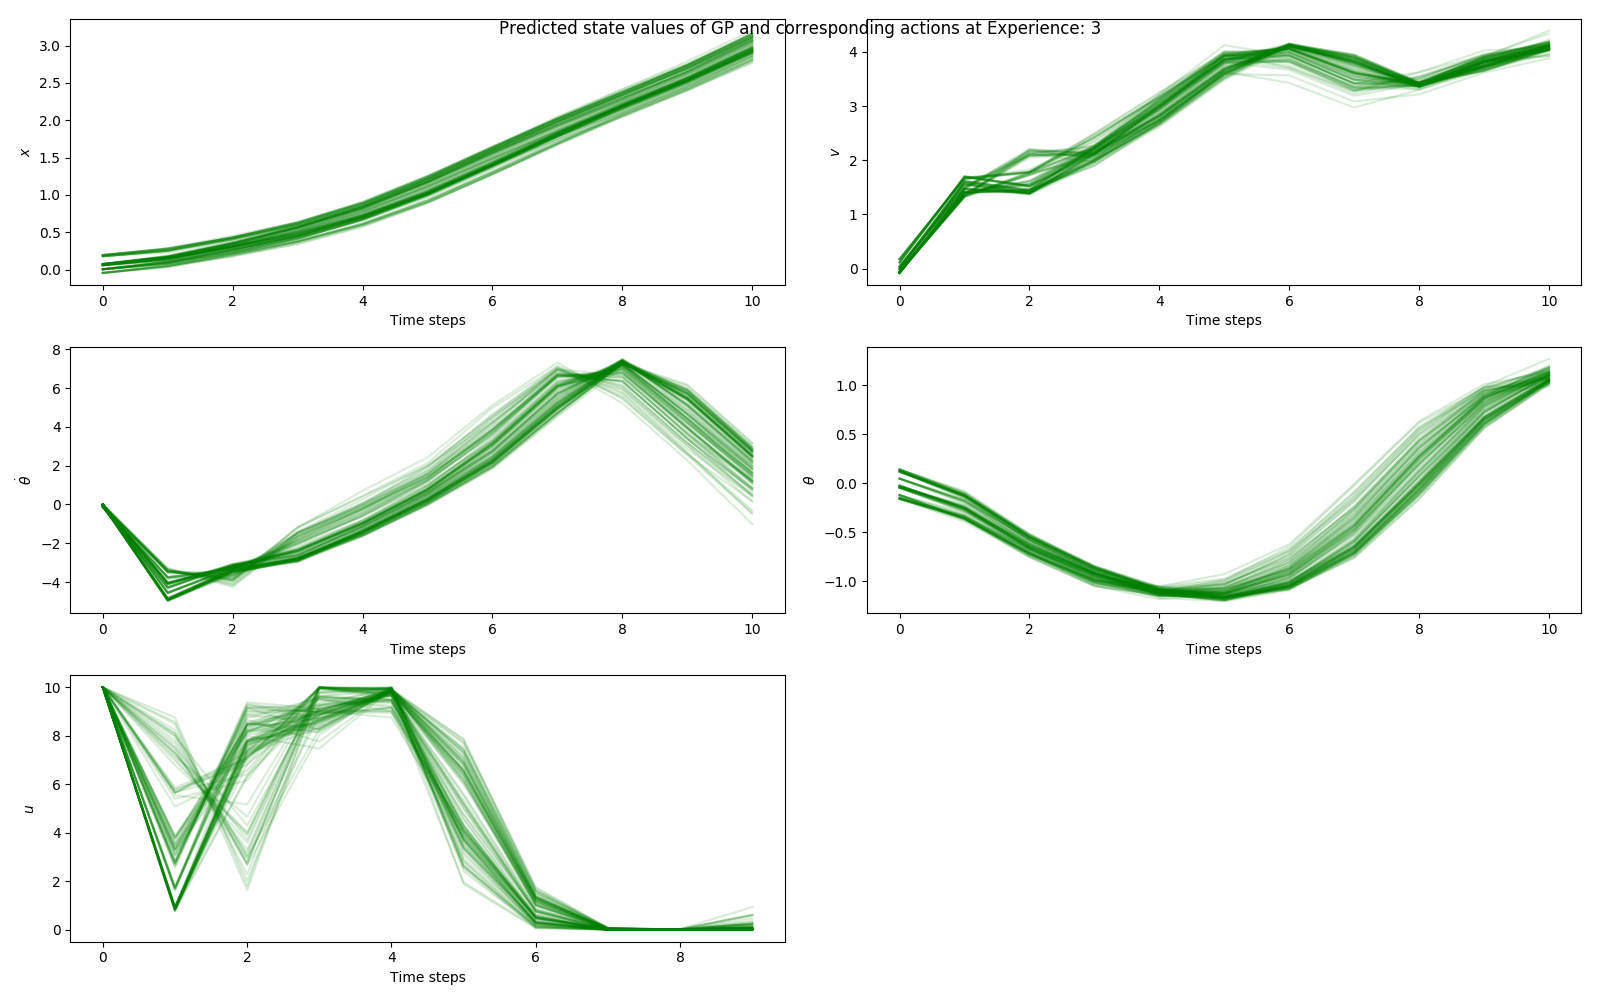 Predicted state values of GP and corresponding actions at Experience: 3
x
3.0
2.5
2.0
1.5
1.0
0.5
0.0
0 2 4 6 8 10
Time steps
v
4
3
2
1
0
0 2 4 6 8 10
Time steps
θ̇
8
6
4
2
0
−2
−4
0 2 4 6 8 10
Time steps
θ
1.0
0.5
0.0
−0.5
−1.0
0 2 4 6 8 10
Time steps
u
10
8
6
4
2
0
0 2 4 6 8
Time steps